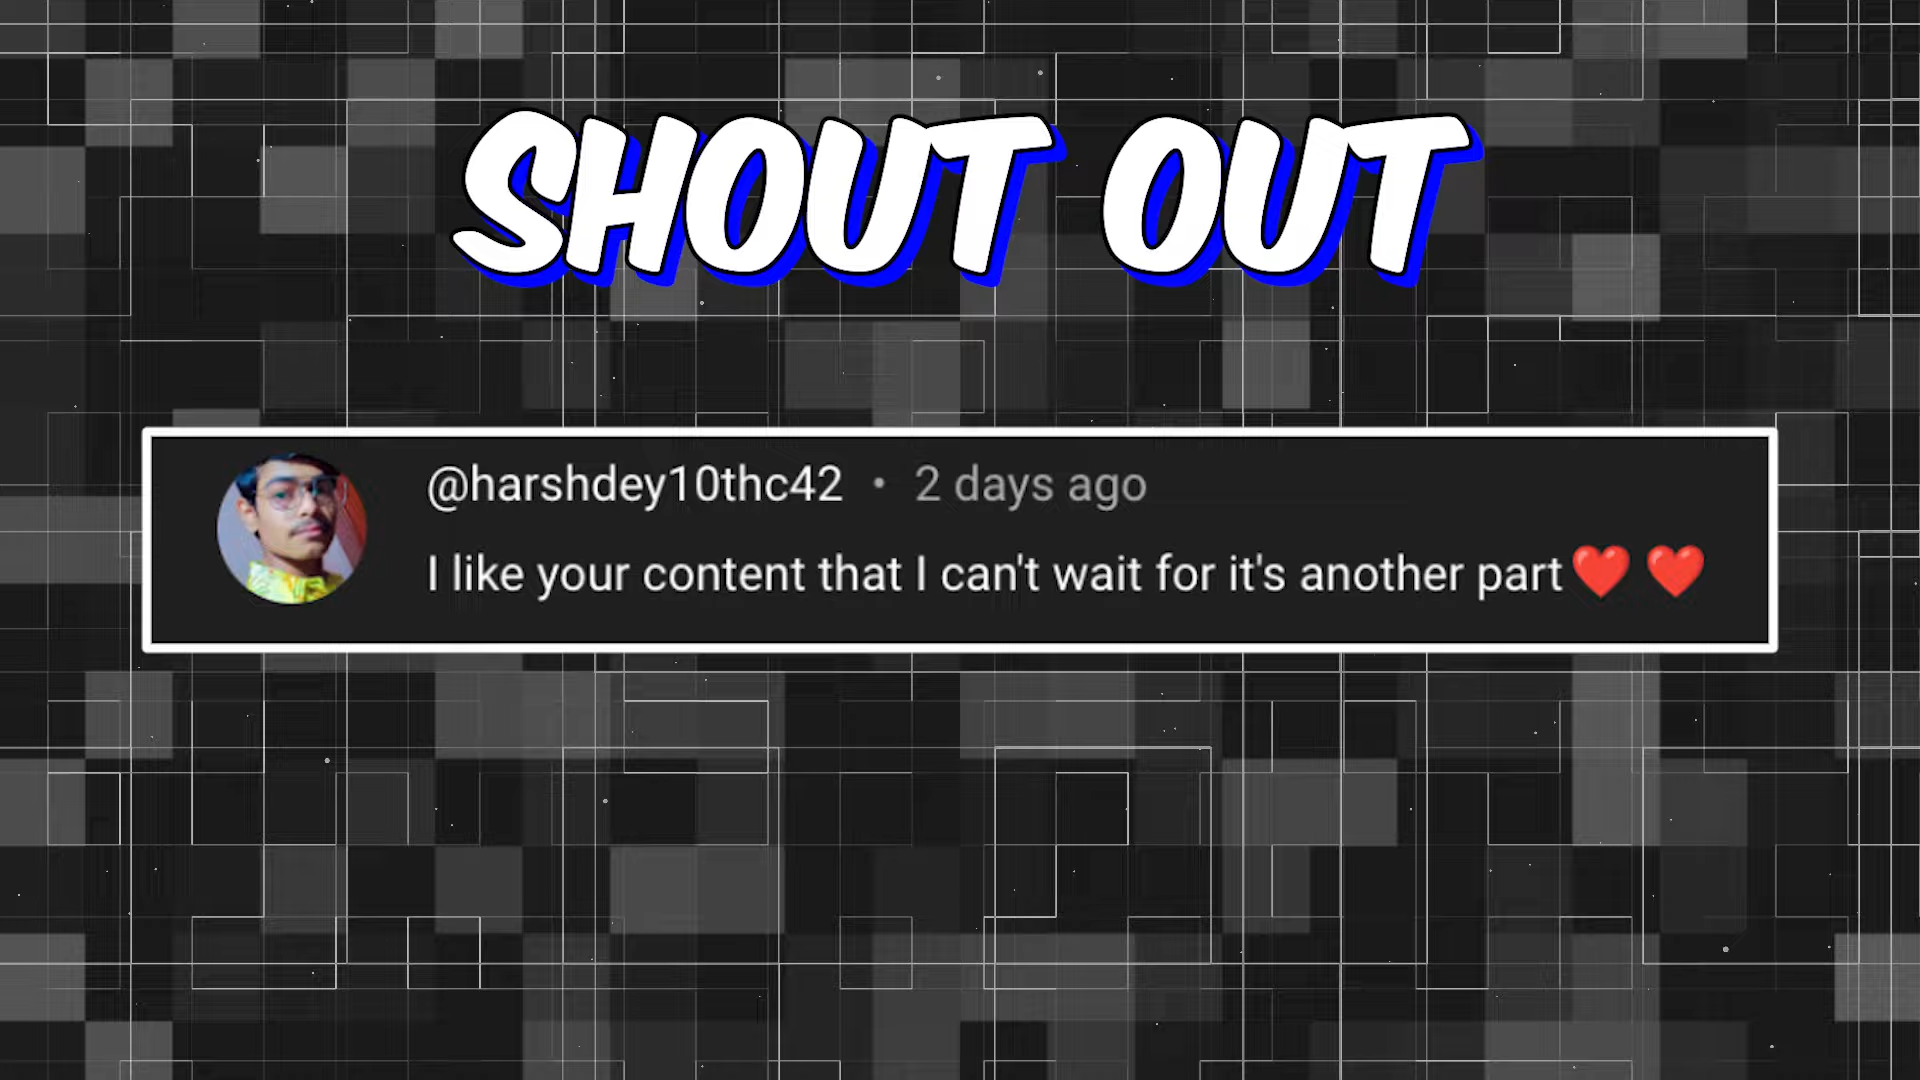 SHOUT OUT
@harshdey10thc42 • 2 days ago
I like your content that I can't wait for it's another part❤️ ❤️